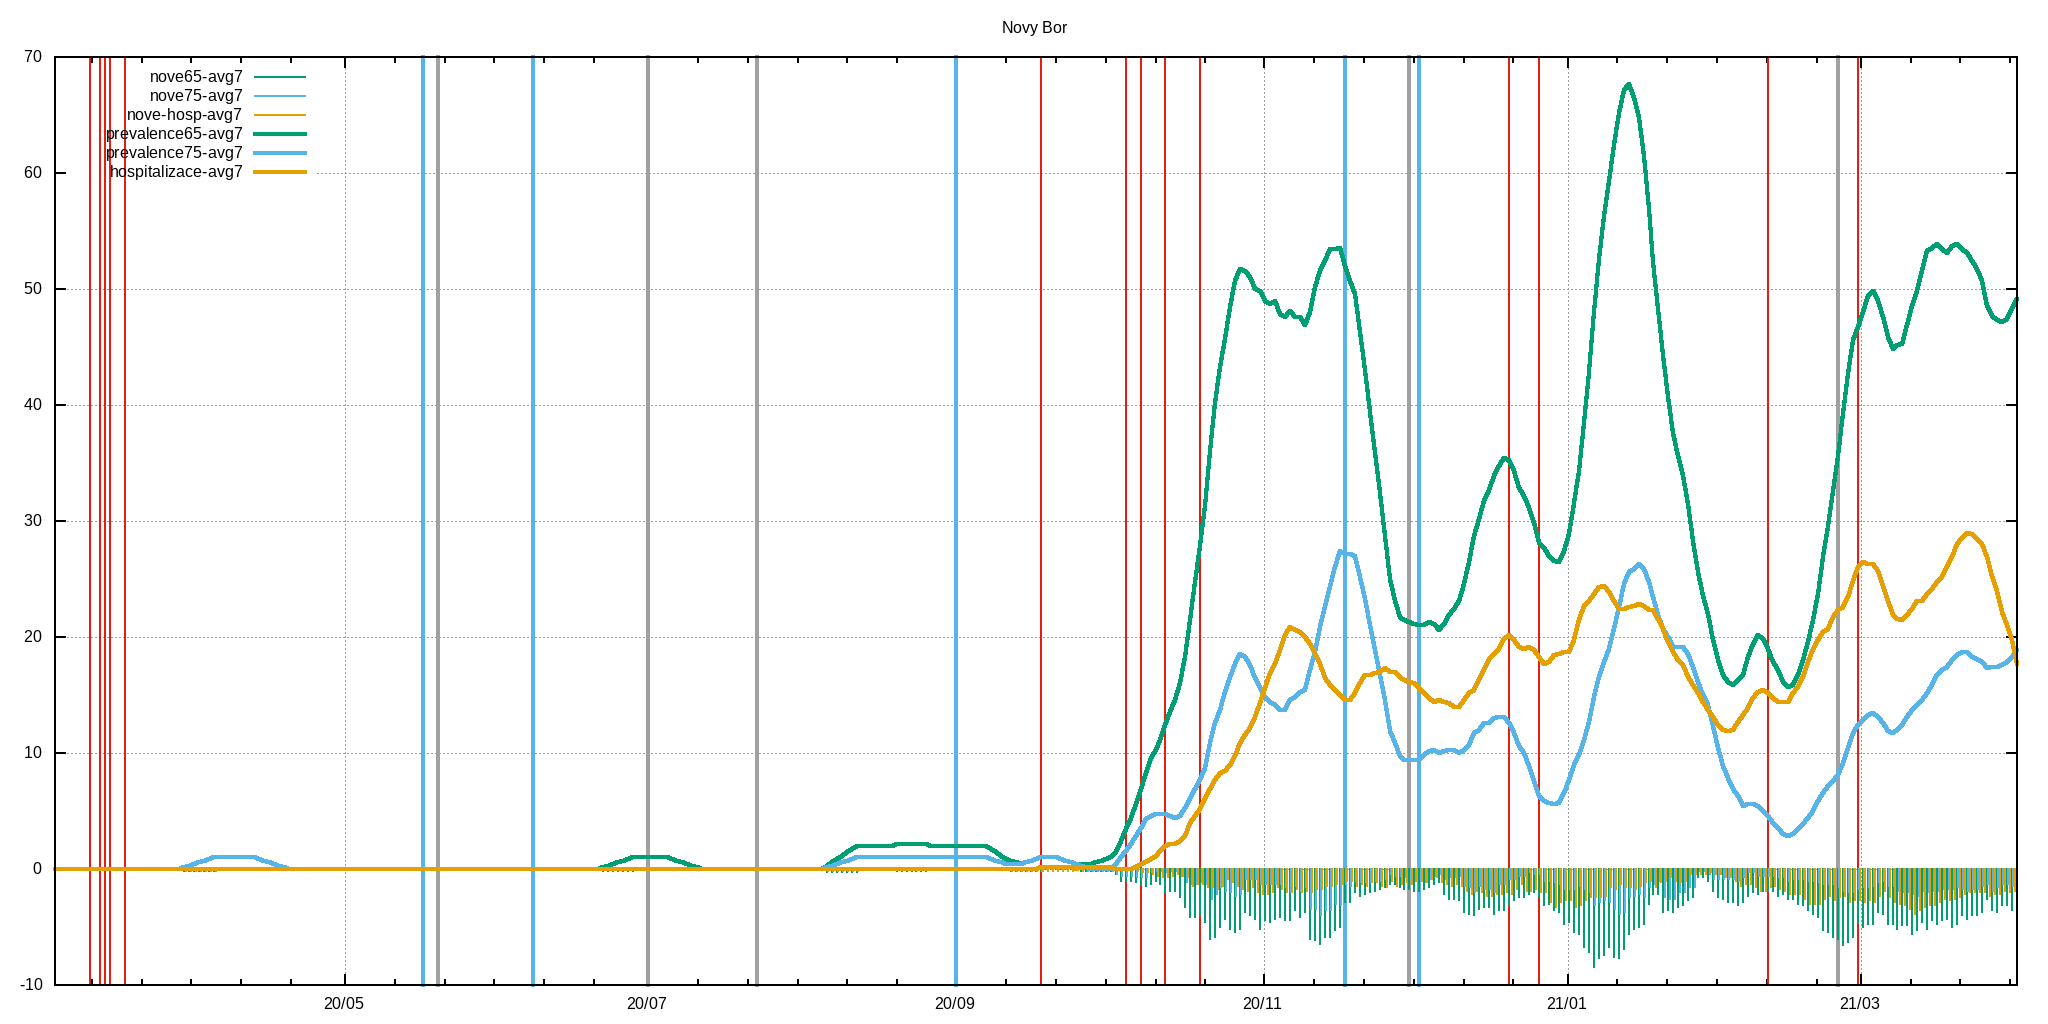 Novy Bor
70
60
50
40
30
20
10
0
-10
nove65-avg7
nove75-avg7
nove-hosp-avg7
prevalence65-avg7
prevalence75-avg7
hospitalizace-avg7
20/05 20/07 20/09 20/11 21/01 21/03